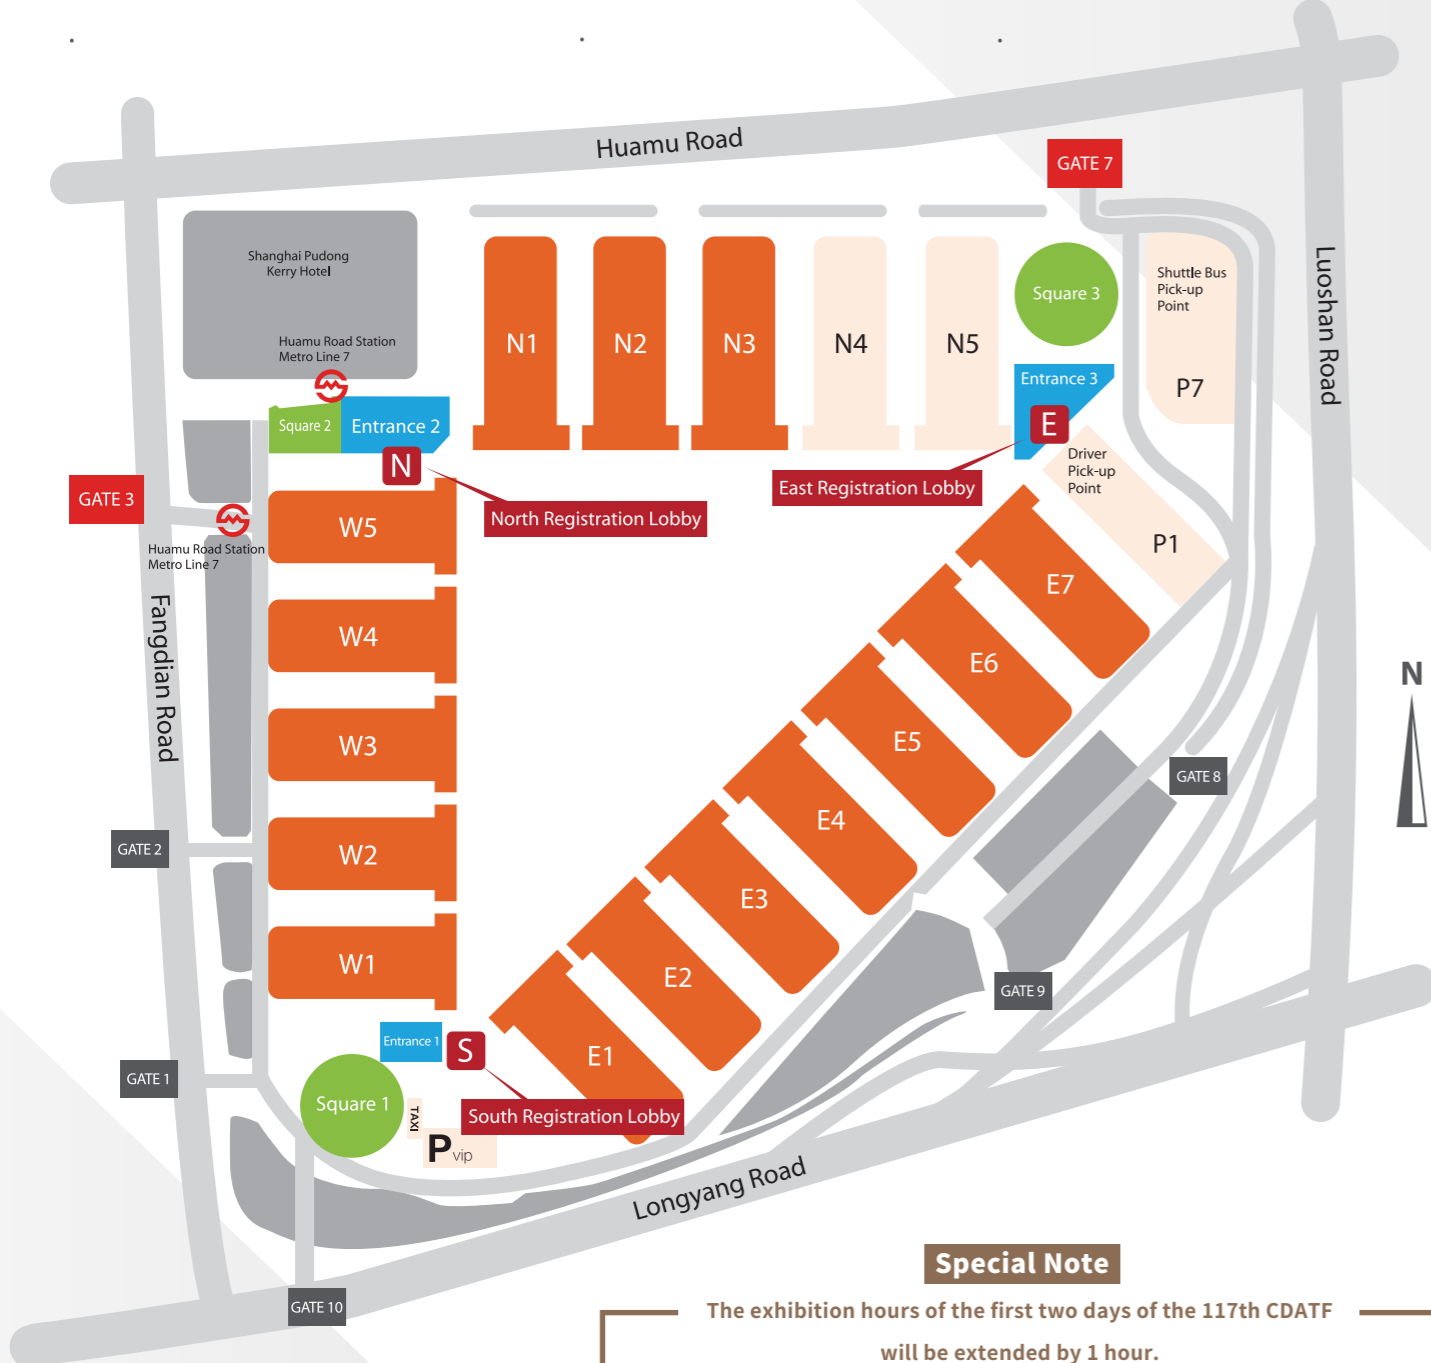 Huamu Road
GATE 7
Shanghai Pudong
Kerry Hotel
Huamu Road Station
Metro Line 7
Square 2
Entrance 2
N
North Registration Lobby
N1
N2
N3
N4
N5
Square 3
Entrance 3
E
East Registration Lobby
Shuttle Bus
Pick-up
Point
P7
Driver
Pick-up
Point
P1
Luoshan Road
GATE 3
Huamu Road Station
Metro Line 7
Fangdian Road
W5
W4
W3
W2
W1
E7
E6
E5
E4
E3
E2
E1
N
GATE 8
GATE 2
GATE 9
GATE 1
Entrance 1
S
South Registration Lobby
Square 1
TAXI
P vip
Longyang Road
GATE 10
Special Note
The exhibition hours of the first two days of the 117th CDATF
will be extended by 1 hour.